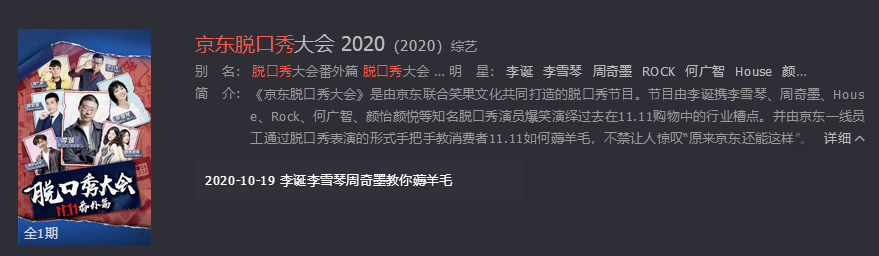 京东脱口秀大会 2020（2020）综艺
别 名： 脱口秀大会番外篇 脱口秀大会 ... 明 星： 李诞 李雪琴 周奇墨 ROCK 何广智 House 颜...
简 介： 《京东脱口秀大会》是由京东联合笑果文化共同打造的脱口秀节目。节目由李诞携李雪琴、周奇墨、Hous
e、Rock、何广智、颜怡颜悦等知名脱口秀演员爆笑演绎过去在11.11购物中的行业槽点。并由京东一线员
工通过脱口秀表演的形式手把手教消费者11.11如何薅羊毛，不禁让人惊叹“原来京东还能这样”。 详细
2020-10-19 李诞李雪琴周奇墨教你薅羊毛
李诞
脱口秀大会
11.11番外篇
全1期